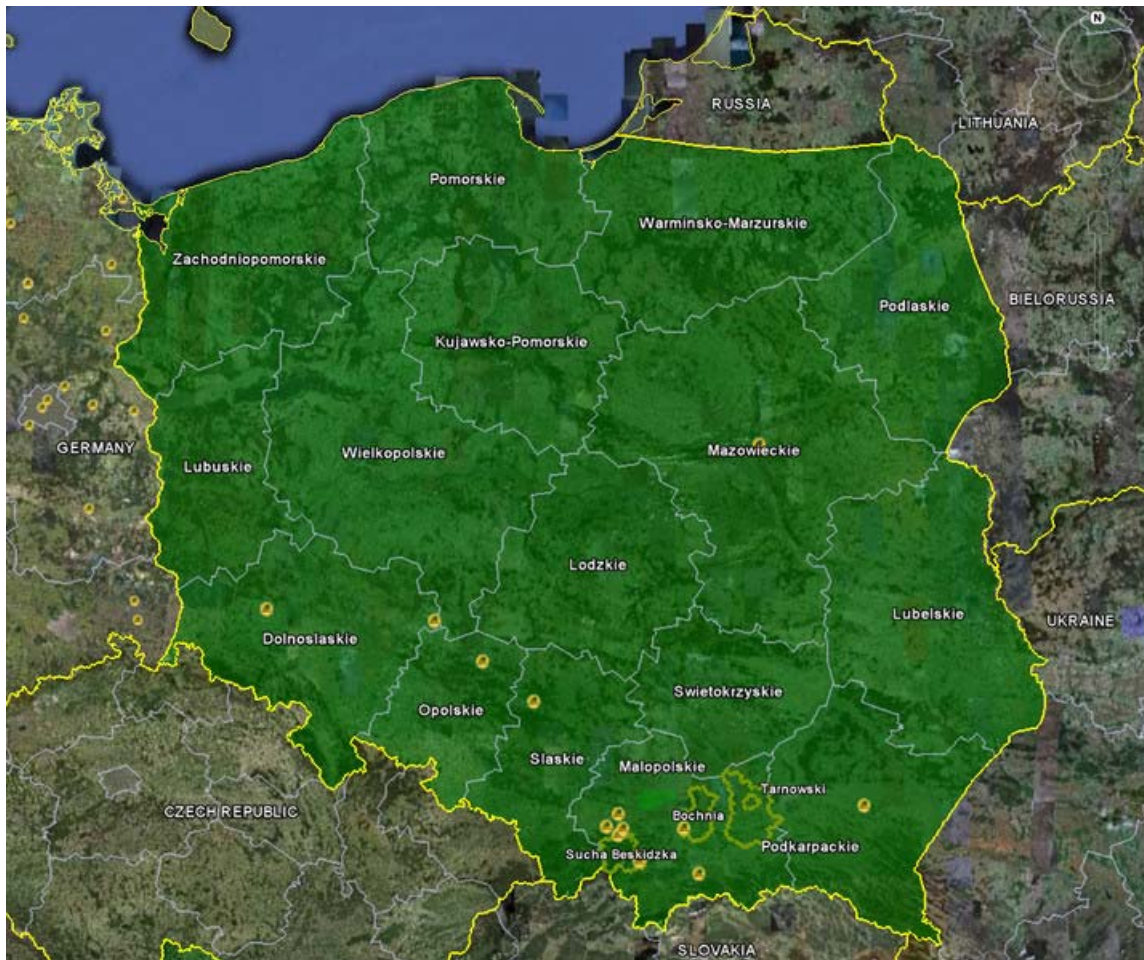 N
RUSSIA
LITHUANIA
Pomorskie
Warminsko-Marzurskie
Zachodniopomorskie
Podlaskie
BIELORUSSIA
Kujawsko-Pomorskie
GERMANY
Lubuskie
Wielkopolskie
Mazowieckie
Lodzkie
Lubelskie
UKRAINE
Dolnoslaskie
Swietokrzyskie
Opolskie
Slaskie
Malopolskie
Tarnowski
CZECH REPUBLIC
Bochnia
Podkarpackie
Sucha Beskidzka
SLOVAKIA